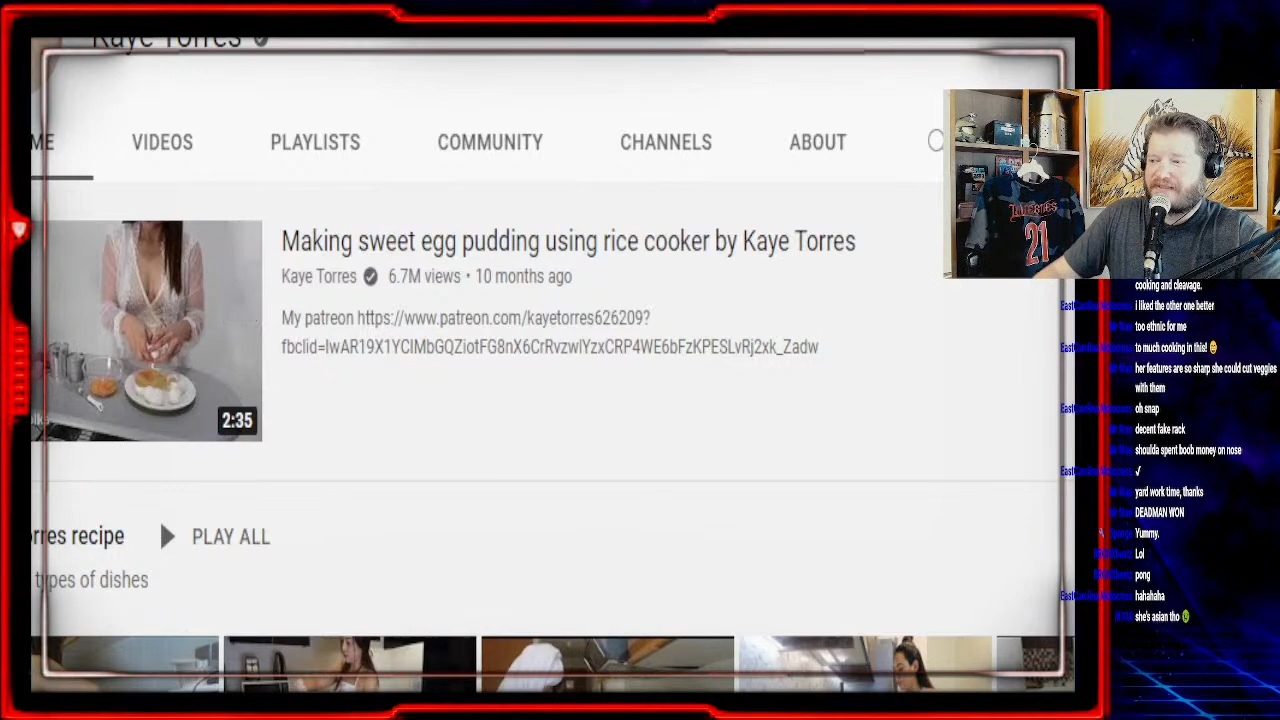 Kaye Torres
ME VIDEOS PLAYLISTS COMMUNITY CHANNELS ABOUT
Making sweet egg pudding using rice cooker by Kaye Torres
Kaye Torres 6.7M views • 10 months ago
My patreon https://www.patreon.com/kayetorres626209?
fbclid=IwAR19X1YClMbGQZiotFG8nX6CrRvzwlYzxCRP4WE6bFzKPESLvRj2xk_Zadw
2:35
orres recipe PLAY ALL
types of dishes
21
cooking and cleavage.
i liked the other one better
too ethnic for me
to much cooking in this!
her features are so sharp she could cut veggies
with them
oh snap
decent fake rack
shoulda spent boob money on nose
yard work time, thanks
DEADMAN WON
Yummy.
Lol
pong
hahahaha
she's asian tho